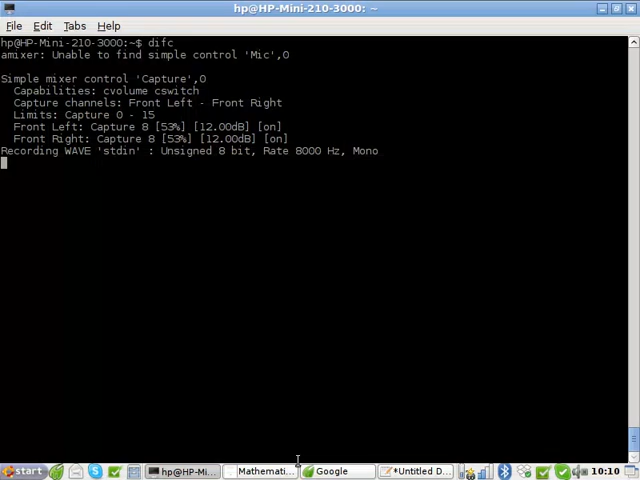 hp@HP-Mini-210-3000: ~
File Edit Tabs Help
hp@HP-Mini-210-3000:~$ difc
amixer: Unable to find simple control 'Mic',0
Simple mixer control 'Capture',0
Capabilities: cvolume cswitch
Capture channels: Front Left - Front Right
Limits: Capture 0 - 15
Front Left: Capture 8 [53%] [12.00dB] [on]
Front Right: Capture 8 [53%] [12.00dB] [on]
Recording WAVE 'stdin' : Unsigned 8 bit, Rate 8000 Hz, Mono
start hp@HP-Mi... Mathemati... Google *Untitled D... 10:10